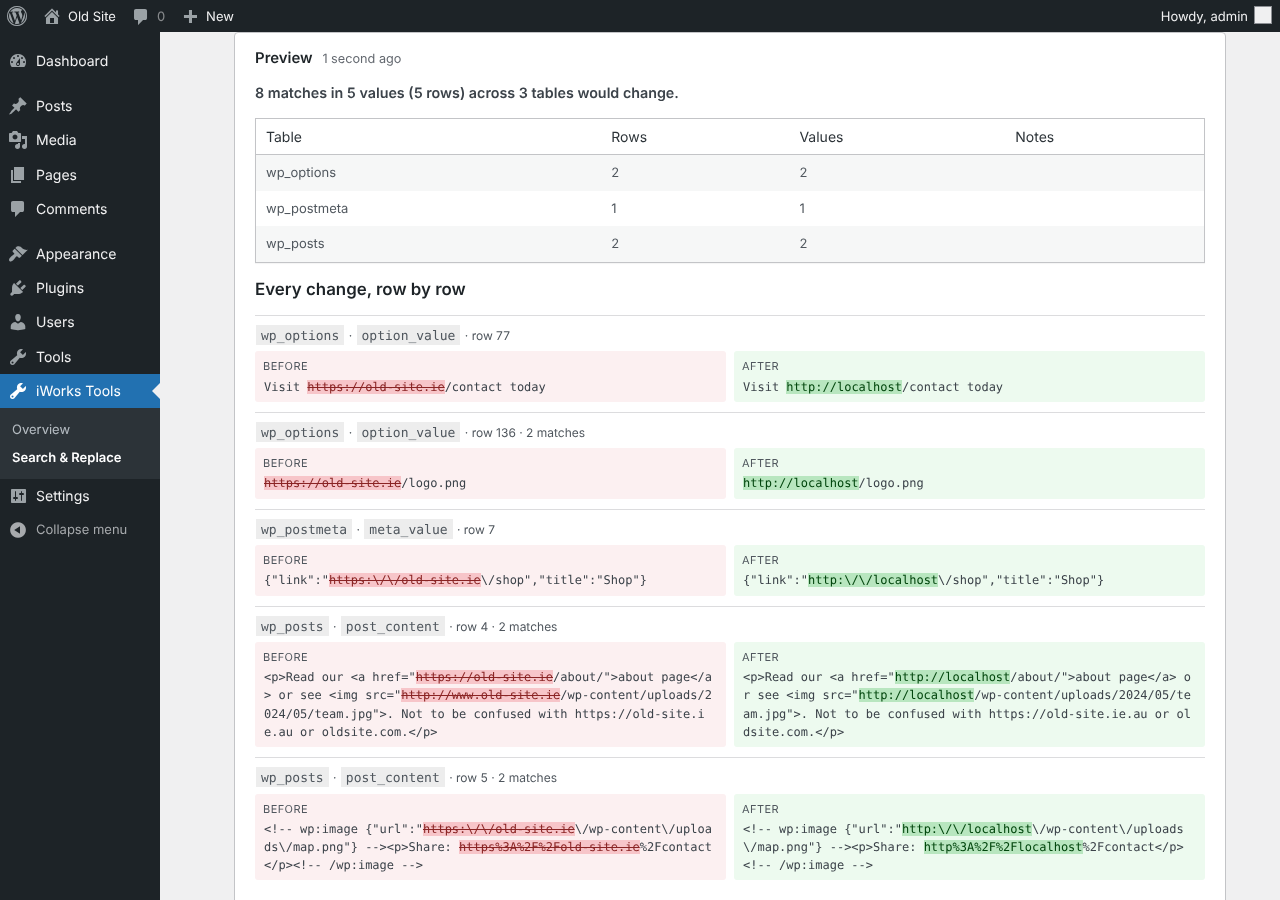 Old Site 0 New Howdy, admin
Dashboard
Posts
Media
Pages
Comments
Appearance
Plugins
Users
Tools
iWorks Tools
Overview
Search & Replace
Settings
Collapse menu
Preview 1 second ago
8 matches in 5 values (5 rows) across 3 tables would change.
Table Rows Values Notes
wp_options 2 2
wp_postmeta 1 1
wp_posts 2 2
Every change, row by row
wp_options · option_value · row 77
BEFORE
Visit https://old-site.ie/contact today
AFTER
Visit http://localhost/contact today
wp_options · option_value · row 136 · 2 matches
BEFORE
https://old-site.ie/logo.png
AFTER
http://localhost/logo.png
wp_postmeta · meta_value · row 7
BEFORE
{"link":"https:\/\/old-site.ie\/shop","title":"Shop"}
AFTER
{"link":"http:\/\/localhost\/shop","title":"Shop"}
wp_posts · post_content · row 4 · 2 matches
BEFORE
<p>Read our <a href="https://old-site.ie/about/">about page</a
> or see <img src="http://www.old-site.ie/wp-content/uploads/2
024/05/team.jpg">. Not to be confused with https://old-site.i
e.au or oldsite.com.</p>
AFTER
<p>Read our <a href="http://localhost/about/">about page</a> o
r see <img src="http://localhost/wp-content/uploads/2024/05/te
am.jpg">. Not to be confused with https://old-site.ie.au or ol
dsite.com.</p>
wp_posts · post_content · row 5 · 2 matches
BEFORE
<!-- wp:image {"url":"https:\/\/old-site.ie\/wp-content\/uploa
ds\/map.png"} --><p>Share: https%3A%2F%2Fold-site.ie%2Fcontact
</p><!-- /wp:image -->
AFTER
<!-- wp:image {"url":"http:\/\/localhost\/wp-content\/uploads
\/map.png"} --><p>Share: http%3A%2F%2Flocalhost%2Fcontact</p>
<!-- /wp:image -->